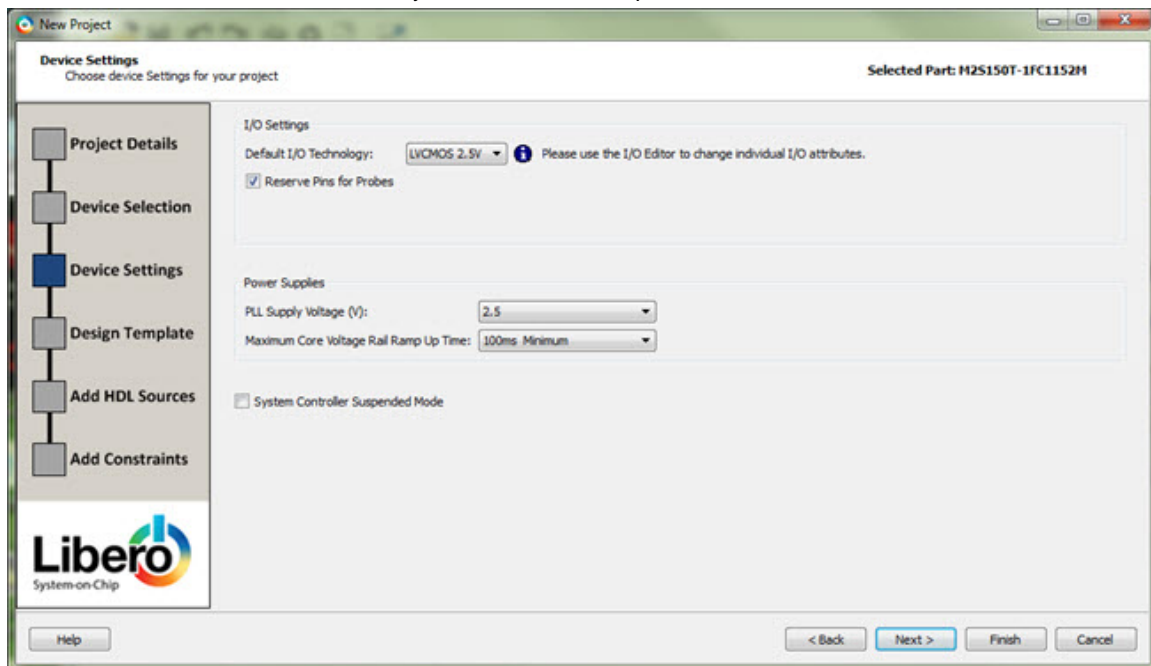 New Project
Device Settings
Choose device Settings for your project
Selected Part: M2S150T-1FC1152M
Project Details
Device Selection
Device Settings
Design Template
Add HDL Sources
Add Constraints
Libero
System-on-Chip
I/O Settings
Default I/O Technology: LVCMOS 2.5V Please use the I/O Editor to change individual I/O attributes.
Reserve Pins for Probes
Power Supplies
PLL Supply Voltage (V): 2.5
Maximum Core Voltage Rail Ramp Up Time: 100ms Minimum
System Controller Suspended Mode
Help < Back Next > Finish Cancel